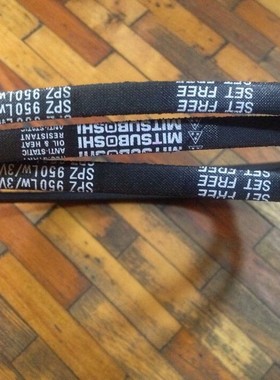 SPZ 950LW SET FREE
ANTI-STATIC
OIL & HEAT
RESISTANT
MITSUBOSHI
SPZ 950LW/3V SET FREE